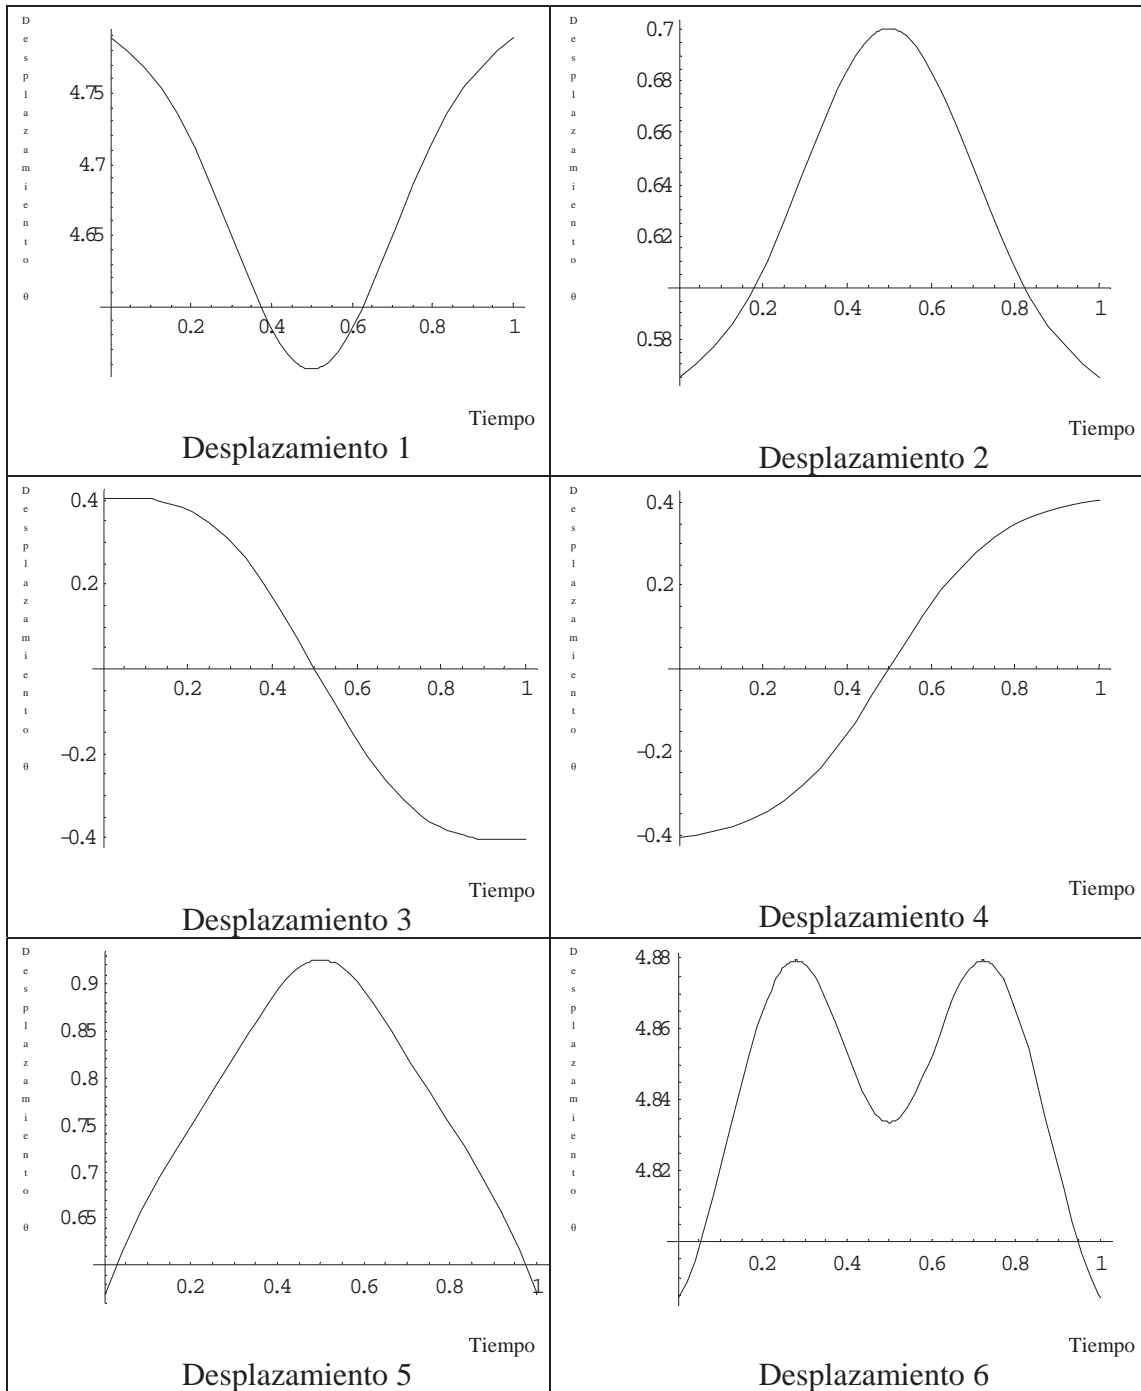 Desplazamiento θ
4.75
4.7
4.65
0.2 0.4 0.6 0.8 1
Tiempo
Desplazamiento 1
Desplazamiento θ
0.7
0.68
0.66
0.64
0.62
0.58
0.2 0.4 0.6 0.8 1
Tiempo
Desplazamiento 2
Desplazamiento θ
0.4
0.2
-0.2
-0.4
0.2 0.4 0.6 0.8 1
Tiempo
Desplazamiento 3
Desplazamiento θ
0.4
0.2
-0.2
-0.4
0.2 0.4 0.6 0.8 1
Tiempo
Desplazamiento 4
Desplazamiento θ
0.9
0.85
0.8
0.75
0.7
0.65
0.2 0.4 0.6 0.8 1
Tiempo
Desplazamiento 5
Desplazamiento θ
4.88
4.86
4.84
4.82
0.2 0.4 0.6 0.8 1
Tiempo
Desplazamiento 6